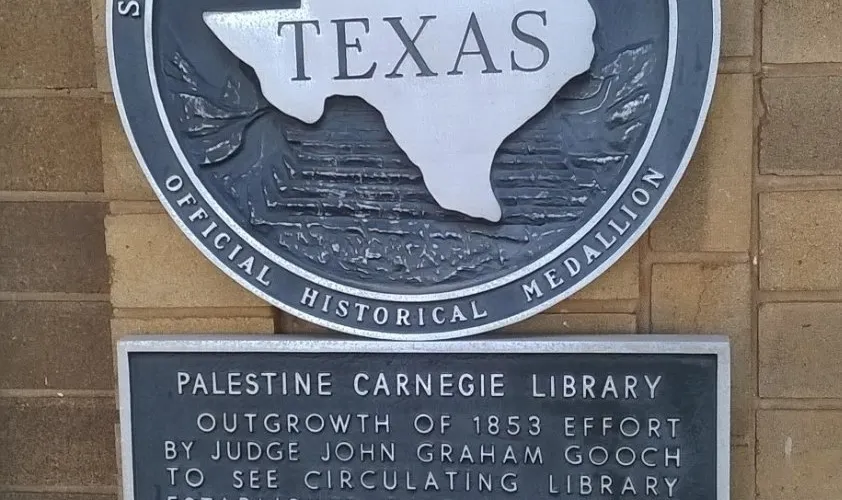 TEXAS
OFFICIAL HISTORICAL MEDALLION
PALESTINE CARNEGIE LIBRARY
OUTGROWTH OF 1853 EFFORT
BY JUDGE JOHN GRAHAM GOOCH
TO SEE CIRCULATING LIBRARY